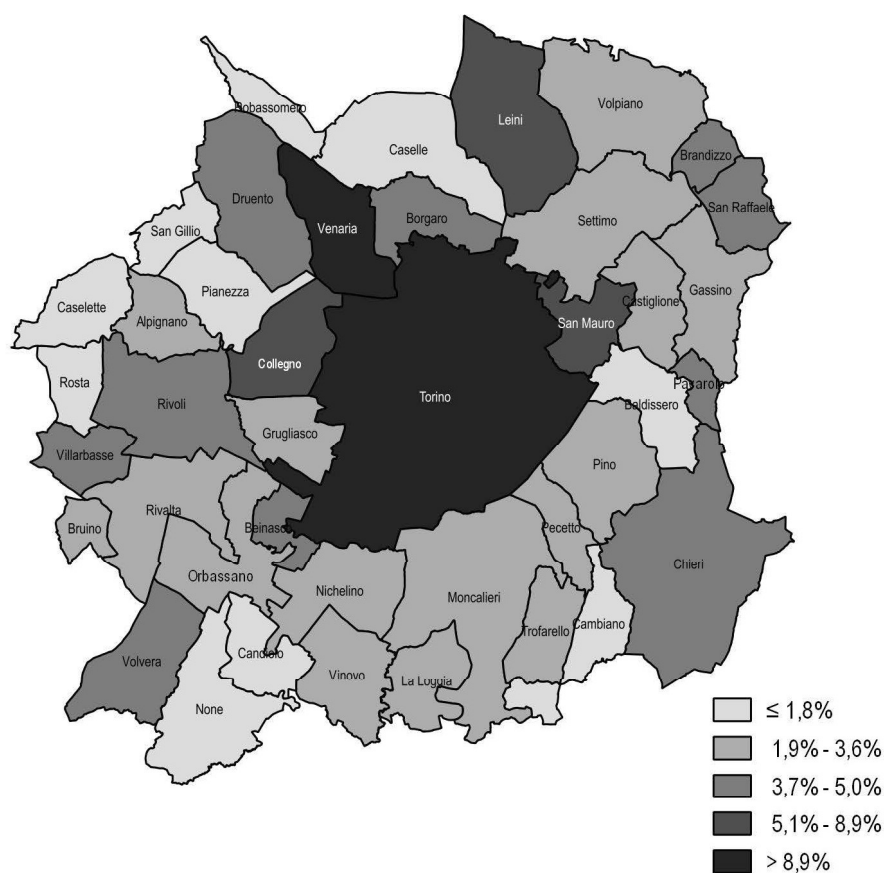 Robassomero
Leini
Volpiano
Caselle
Brandizzo
Druento
San Raffaele
Borgaro
Settimo
Venaria
San Gillio
Pianezza
Gassino
Castiglione
Caselette
Alpignano
San Mauro
Collegno
Rosta
Pavarolo
Torino
Rivoli
Baldissero
Grugliasco
Villarbasse
Pino
Rivalta
Bruino
Beinasco
Pecetto
Chieri
Orbassano
Nichelino
Moncalieri
Cambiano
Trofarello
Candiolo
Volvera
Vinovo
La Loggia
None
≤ 1,8%
1,9% - 3,6%
3,7% - 5,0%
5,1% - 8,9%
> 8,9%